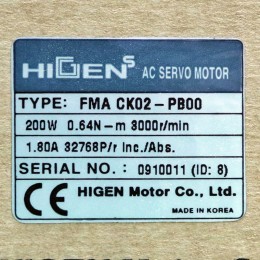 HIGEN S AC SERVO MOTOR
TYPE: FMA CK02-PB00
200W 0.64N-m 3000r/min
1.80A 32768P/r Inc./Abs.
SERIAL NO.: 0910011 (ID: 8)
CE HIGEN Motor Co., Ltd.
MADE IN KOREA